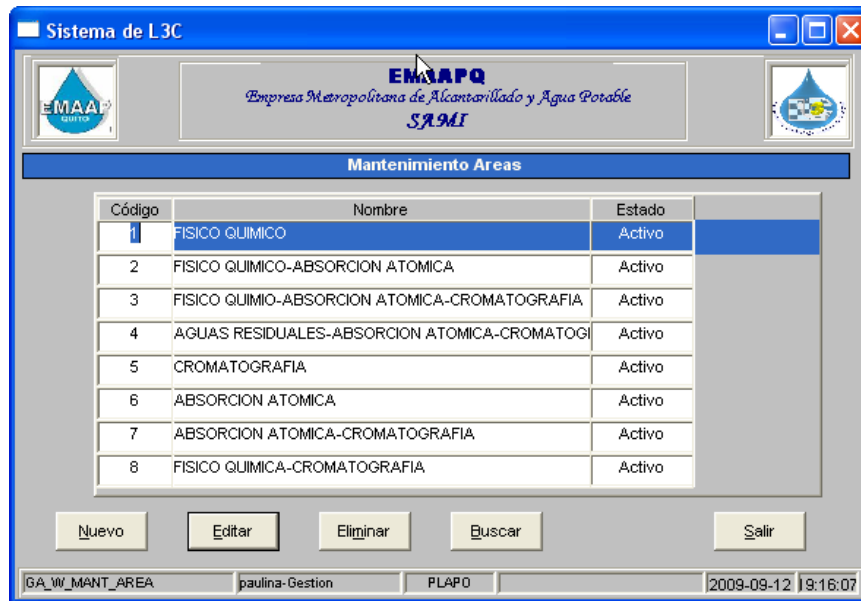 Sistema de L3C
EMAAPQ
Empresa Metropolitana de Alcantarillado y Agua Potable
SAMI
EMAAP
QUITO
Mantenimiento Areas
Código Nombre Estado
1 FISICO QUIMICO Activo
2 FISICO QUIMICO-ABSORCION ATOMICA Activo
3 FISICO QUIMIO-ABSORCION ATOMICA-CROMATOGRAFIA Activo
4 AGUAS RESIDUALES-ABSORCION ATOMICA-CROMATOG Activo
5 CROMATOGRAFIA Activo
6 ABSORCION ATOMICA Activo
7 ABSORCION ATOMICA-CROMATOGRAFIA Activo
8 FISICO QUIMICA-CROMATOGRAFIA Activo
Nuevo Editar Eliminar Buscar Salir
GA_W_MANT_AREA paulina-Gestion PLAPO 2009-09-12 19:16:07